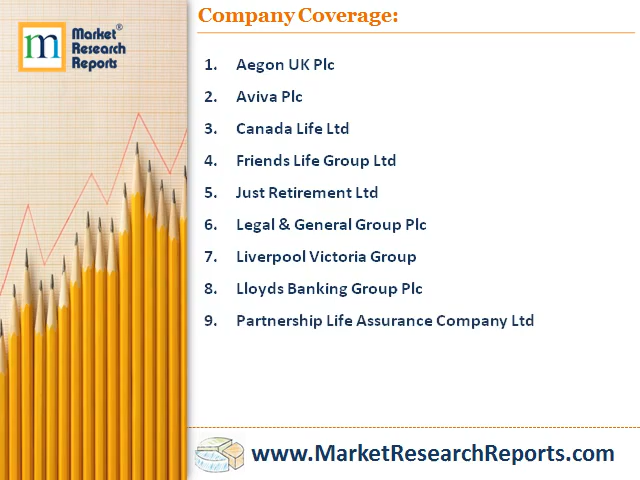 m
Market®
Research
Reports
Company Coverage:
1. Aegon UK Plc
2. Aviva Plc
3. Canada Life Ltd
4. Friends Life Group Ltd
5. Just Retirement Ltd
6. Legal & General Group Plc
7. Liverpool Victoria Group
8. Lloyds Banking Group Plc
9. Partnership Life Assurance Company Ltd
www.MarketResearchReports.com